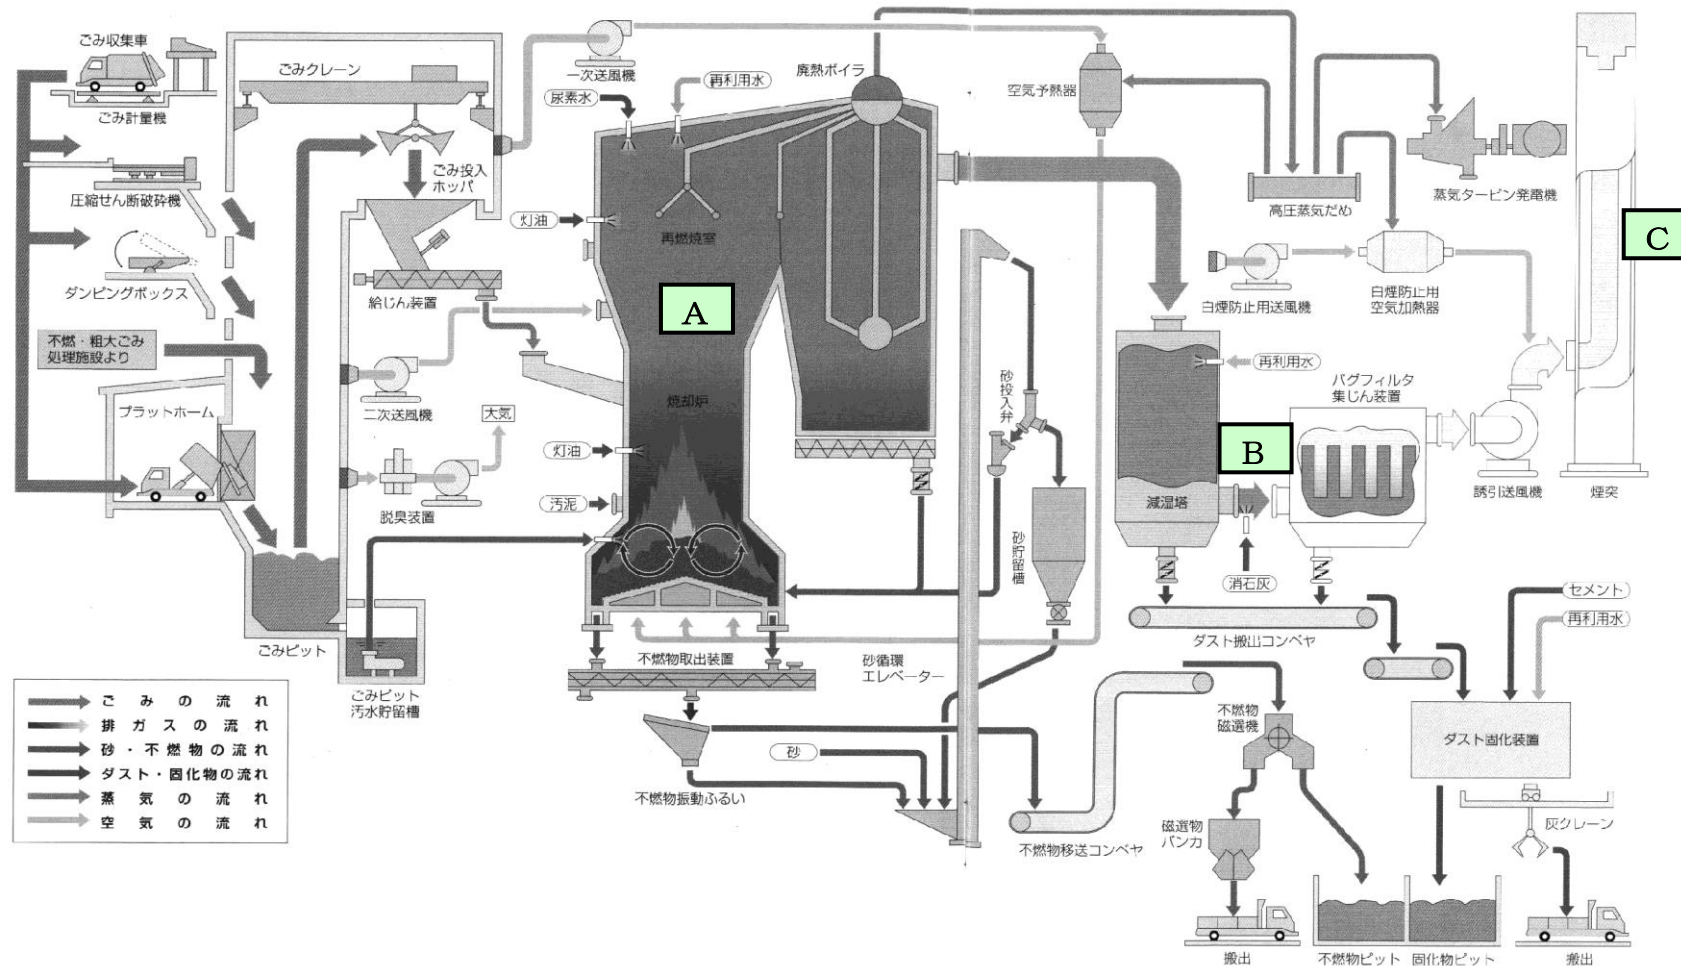 ごみ収集車
ごみ計量機
圧縮せん断破砕機
ダンピングボックス
不燃・粗大ごみ
処理施設より
プラットホーム
ごみクレーン
ごみ投入
ホッパ
給じん装置
一次送風機
二次送風機
大気
脱臭装置
ごみピット
ごみピット
汚水貯留槽
尿素水
再利用水
灯油
再燃焼室
A
焼却炉
灯油
汚泥
廃熱ボイラ
空気予熱器
高圧蒸気だめ
蒸気タービン発電機
白煙防止用送風機
白煙防止用
空気加熱器
C
再利用水
減湿塔
B
バグフィルタ
集じん装置
誘引送風機
煙突
消石灰
砂投入弁
砂貯留槽
砂循環
エレベーター
不燃物取出装置
不燃物振動ふるい
砂
不燃物移送コンベヤ
ダスト搬出コンベヤ
セメント
再利用水
不燃物
磁選機
磁選物
バンカ
ダスト固化装置
灰クレーン
搬出
不燃物ピット
固化物ピット
搬出
ごみの流れ
排ガスの流れ
砂・不燃物の流れ
ダスト・固化物の流れ
蒸気の流れ
空気の流れ